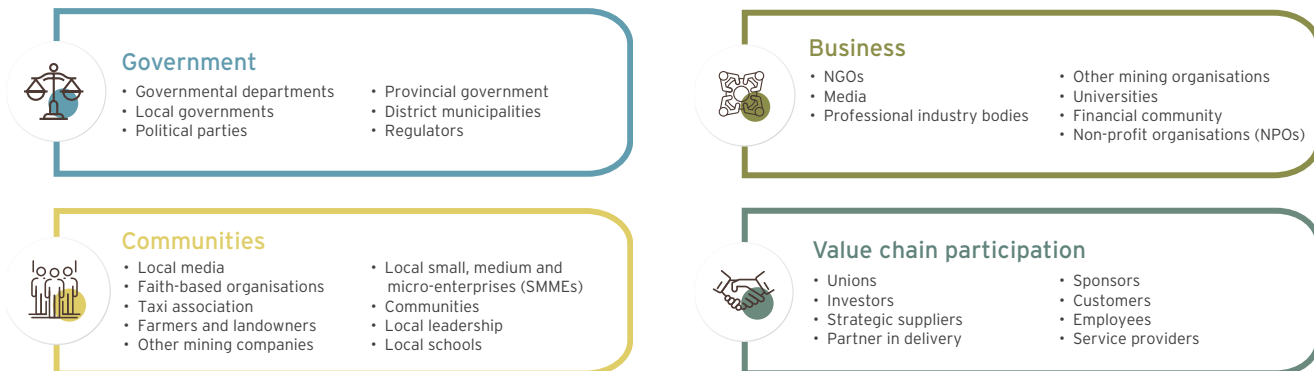 Government
• Governmental departments
• Local governments
• Political parties
• Provincial government
• District municipalities
• Regulators
Business
• NGOs
• Media
• Professional industry bodies
• Other mining organisations
• Universities
• Financial community
• Non-profit organisations (NPOs)
Communities
• Local media
• Faith-based organisations
• Taxi association
• Farmers and landowners
• Other mining companies
• Local small, medium and
micro-enterprises (SMMEs)
• Communities
• Local leadership
• Local schools
Value chain participation
• Unions
• Investors
• Strategic suppliers
• Partner in delivery
• Sponsors
• Customers
• Employees
• Service providers